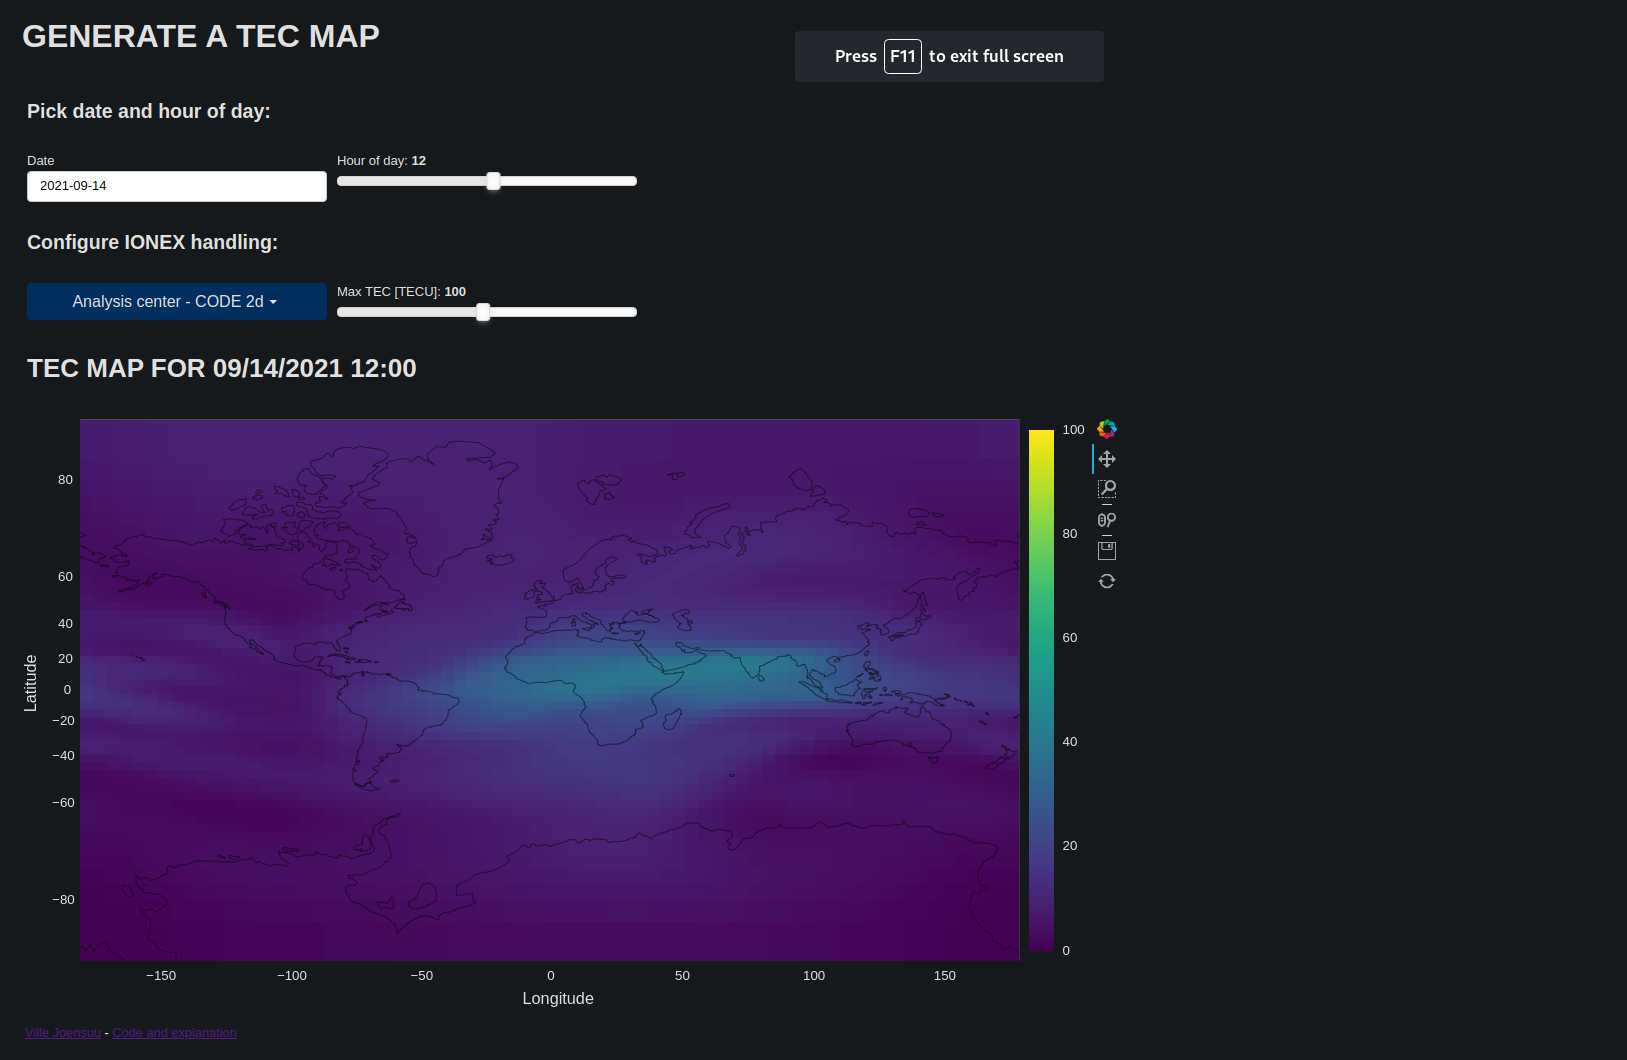 GENERATE A TEC MAP
Press F11 to exit full screen
Pick date and hour of day:
Date
Hour of day: 12
2021-09-14
Configure IONEX handling:
Analysis center - CODE 2d
Max TEC [TECU]: 100
TEC MAP FOR 09/14/2021 12:00
Latitude
80
60
40
20
0
−20
−40
−60
−80
100
80
60
40
20
0
−150
−100
−50
0
50
100
150
Longitude
Ville Joensuu - Code and explanation